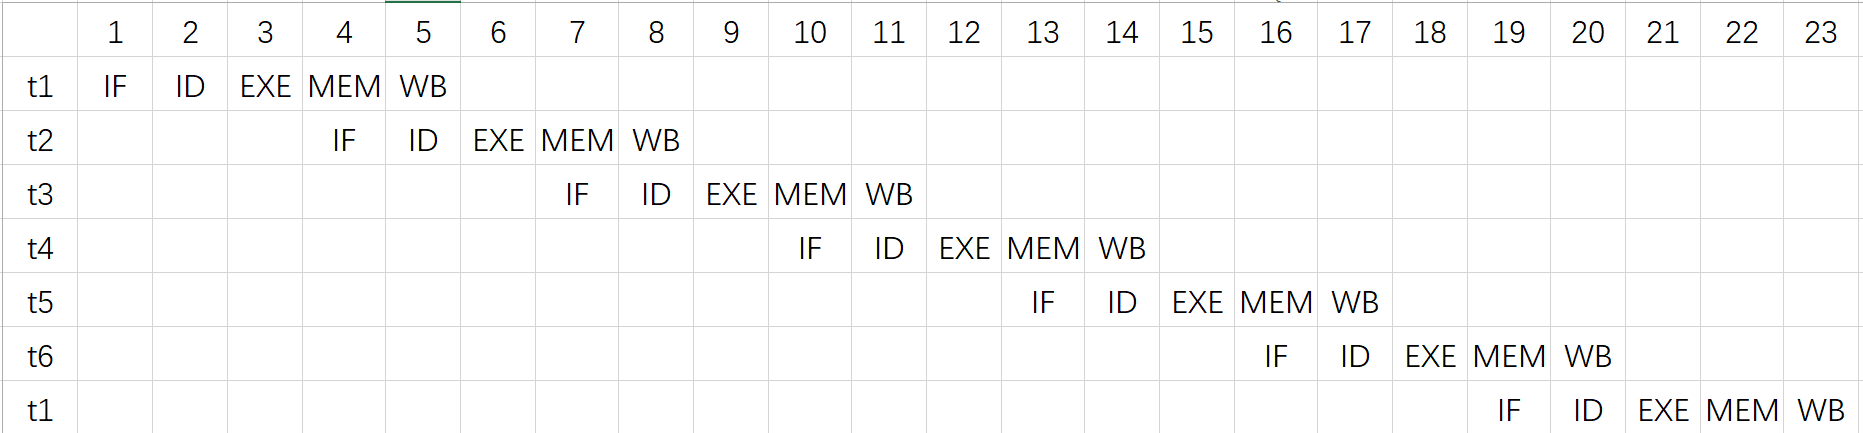 1 2 3 4 5 6 7 8 9 10 11 12 13 14 15 16 17 18 19 20 21 22 23
t1 IF ID EXE MEM WB
t2 IF ID EXE MEM WB
t3 IF ID EXE MEM WB
t4 IF ID EXE MEM WB
t5 IF ID EXE MEM WB
t6 IF ID EXE MEM WB
t1 IF ID EXE MEM WB